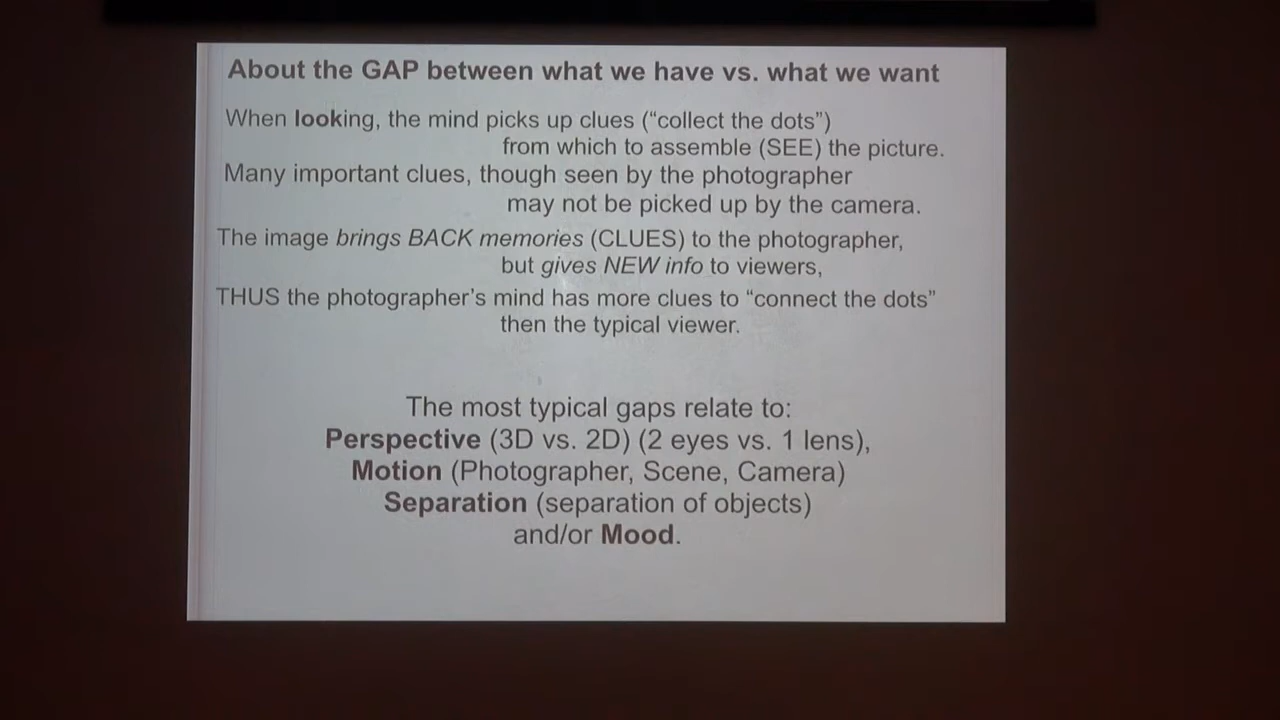 About the GAP between what we have vs. what we want
When looking, the mind picks up clues (“collect the dots”)
from which to assemble (SEE) the picture.
Many important clues, though seen by the photographer
may not be picked up by the camera.
The image brings BACK memories (CLUES) to the photographer,
but gives NEW info to viewers,
THUS the photographer’s mind has more clues to “connect the dots”
then the typical viewer.
The most typical gaps relate to:
Perspective (3D vs. 2D) (2 eyes vs. 1 lens),
Motion (Photographer, Scene, Camera)
Separation (separation of objects)
and/or Mood.